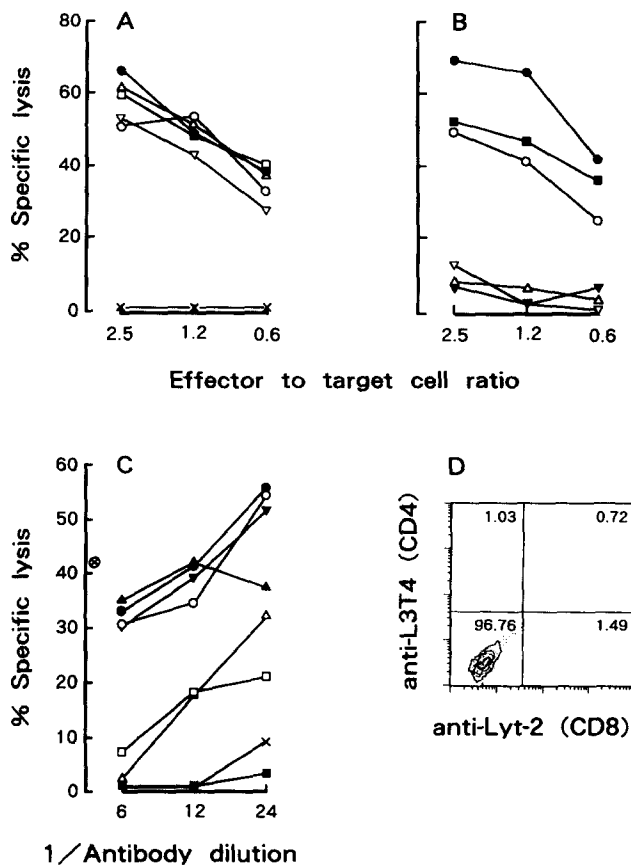 A
B
% Specific lysis
80
60
40
20
0
2.5
1.2
0.6
2.5
1.2
0.6
Effector to target cell ratio
C
D
% Specific lysis
60
50
40
30
20
10
0
6
12
24
1/Antibody dilution
anti-L3T4 (CD4)
1.03
0.72
96.76
1.49
anti-Lyt-2 (CD8)